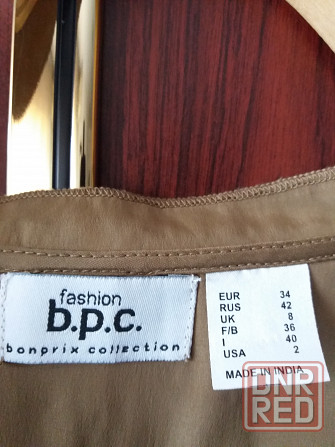 fashion
b.p.c.
bonprix collection
EUR 34
RUS 42
UK 8
F/B 36
I 40
USA 2
MADE IN INDIA
DNR
RED